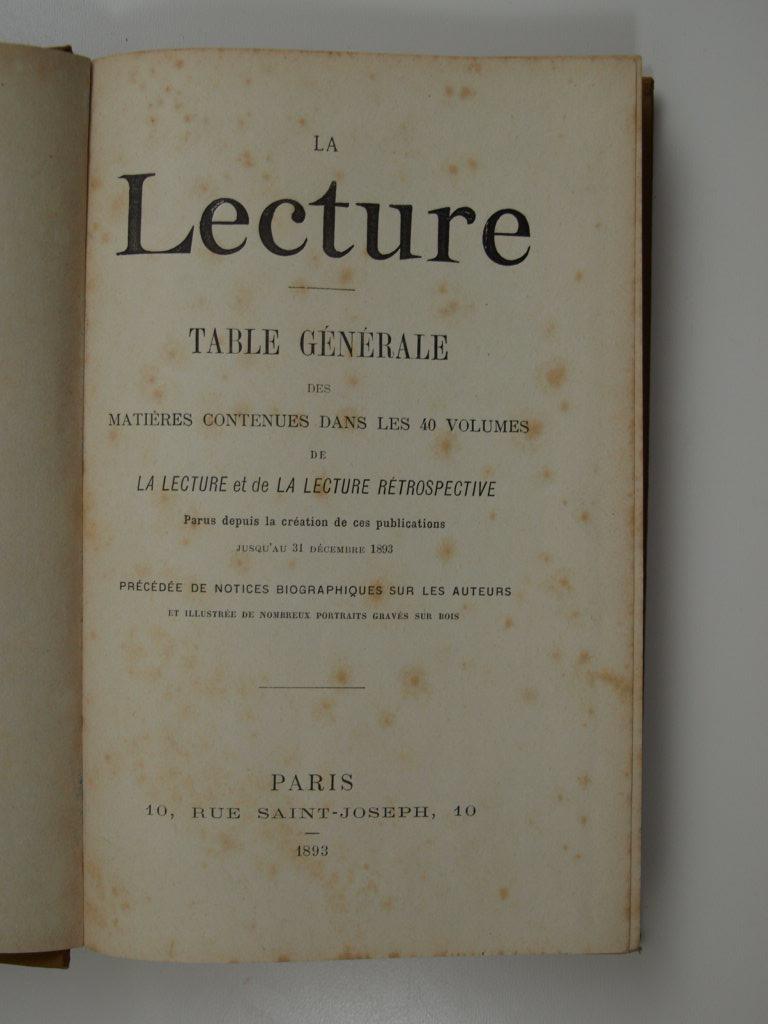 LA
Lecture
TABLE GÉNÉRALE
DES
MATIÈRES CONTENUES DANS LES 40 VOLUMES
DE
LA LECTURE et de LA LECTURE RÉTROSPECTIVE
Parus depuis la création de ces publications
JUSQU'AU 31 DÉCEMBRE 1893
PRÉCÉDÉE DE NOTICES BIOGRAPHIQUES SUR LES AUTEURS
ET ILLUSTRÉE DE NOMBREUX PORTRAITS GRAVÉS SUR BOIS
PARIS
10, RUE SAINT-JOSEPH, 10
1893